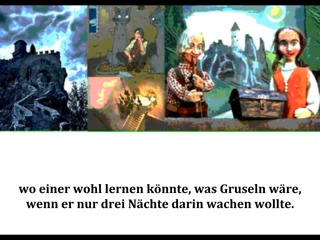 wo einer wohl lernen könnte, was Gruseln wäre,
wenn er nur drei Nächte darin wachen wollte.